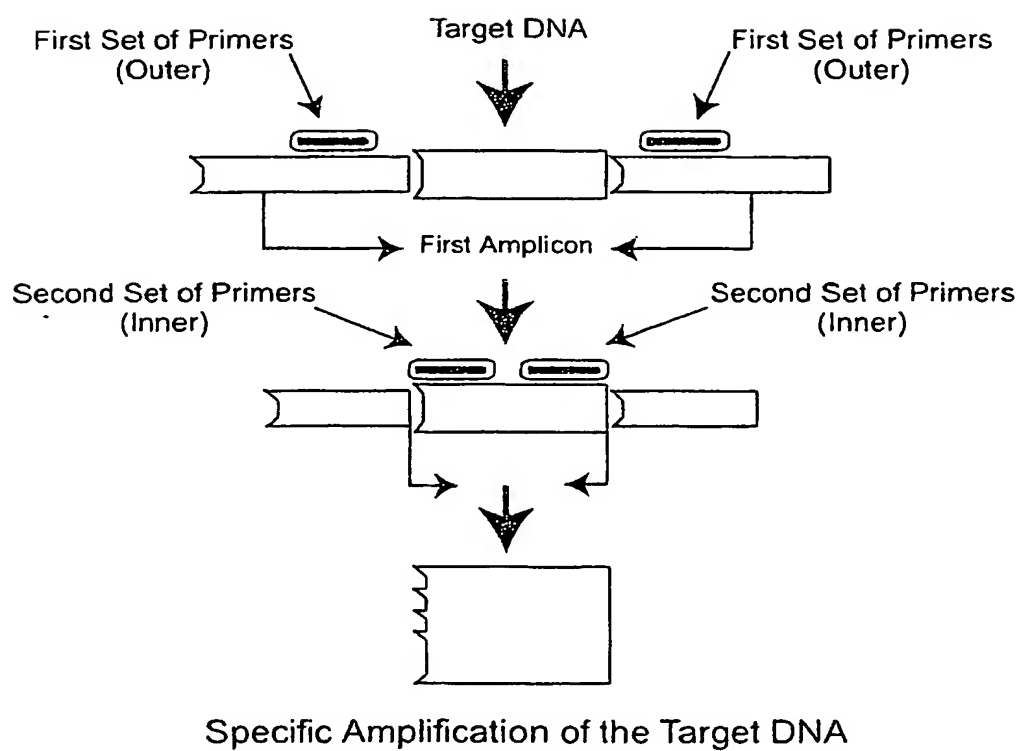 Target DNA
First Set of Primers
(Outer)
First Set of Primers
(Outer)
First Amplicon
Second Set of Primers
(Inner)
Second Set of Primers
(Inner)
Specific Amplification of the Target DNA